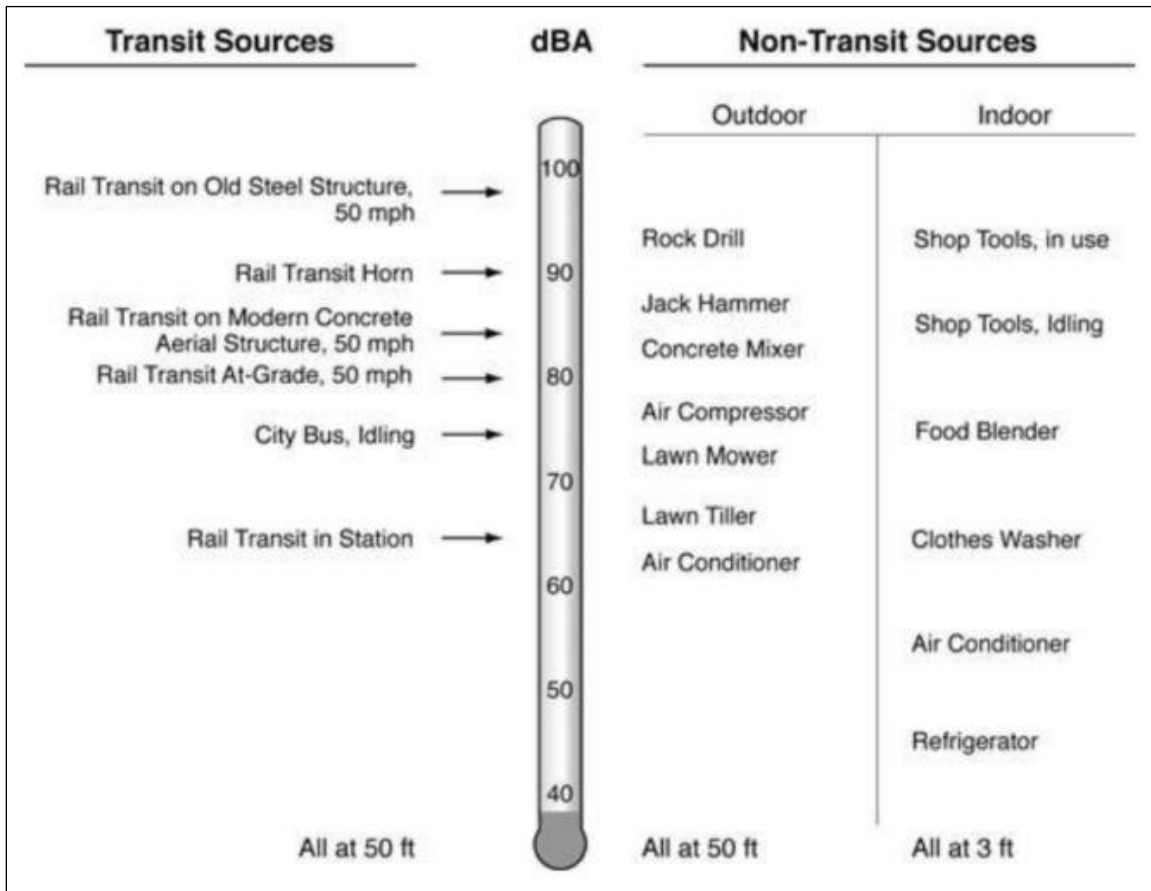 Transit Sources
dBA
Non-Transit Sources
Outdoor
Indoor
Rail Transit on Old Steel Structure,
50 mph
Rail Transit Horn
Rail Transit on Modern Concrete
Aerial Structure, 50 mph
Rail Transit At-Grade, 50 mph
City Bus, Idling
Rail Transit in Station
All at 50 ft
100
90
80
70
60
50
40
Rock Drill
Jack Hammer
Concrete Mixer
Air Compressor
Lawn Mower
Lawn Tiller
Air Conditioner
All at 50 ft
Shop Tools, in use
Shop Tools, Idling
Food Blender
Clothes Washer
Air Conditioner
Refrigerator
All at 3 ft